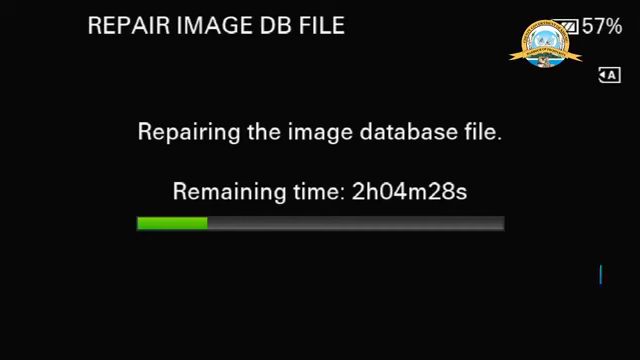 REPAIR IMAGE DB FILE
57%
A
Repairing the image database file.
Remaining time: 2h04m28s